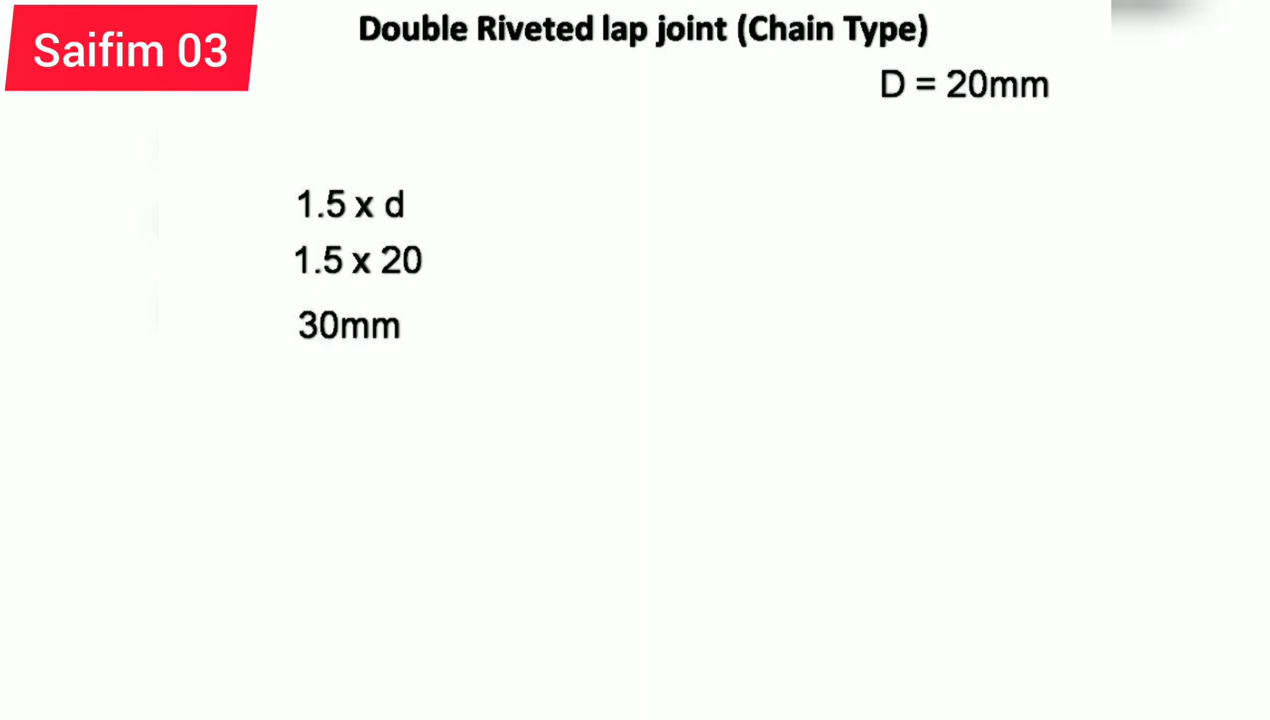 Saifim 03
Double Riveted lap joint (Chain Type)
D = 20mm
1.5 x d
1.5 x 20
30mm